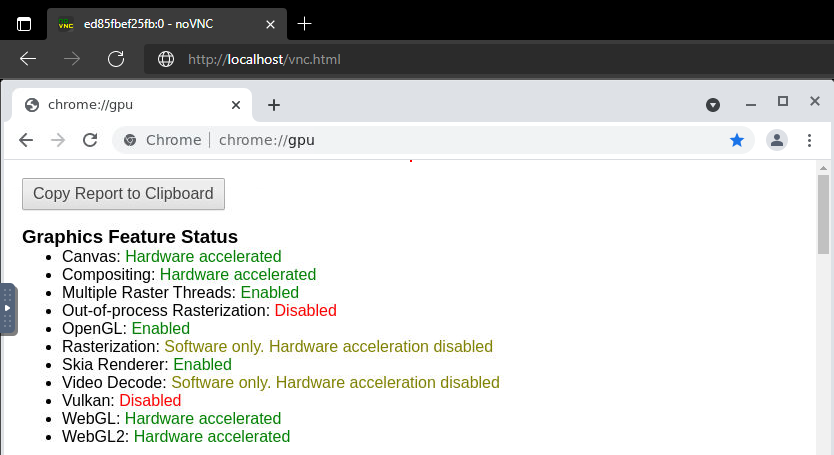 ed85fbef25fb:0 - noVNC
http://localhost/vnc.html
chrome://gpu
Chrome | chrome://gpu
Copy Report to Clipboard
Graphics Feature Status
• Canvas: Hardware accelerated
• Compositing: Hardware accelerated
• Multiple Raster Threads: Enabled
• Out-of-process Rasterization: Disabled
• OpenGL: Enabled
• Rasterization: Software only. Hardware acceleration disabled
• Skia Renderer: Enabled
• Video Decode: Software only. Hardware acceleration disabled
• Vulkan: Disabled
• WebGL: Hardware accelerated
• WebGL2: Hardware accelerated